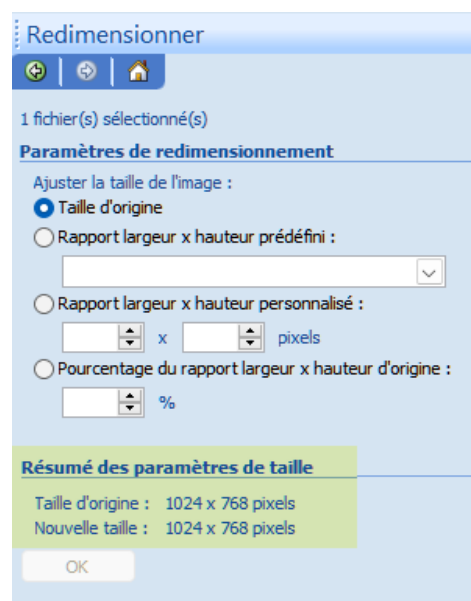 Redimensionner
1 fichier(s) sélectionné(s)
Paramètres de redimensionnement
Ajuster la taille de l'image :
Taille d'origine
Rapport largeur x hauteur prédéfini :
Rapport largeur x hauteur personnalisé :
x pixels
Pourcentage du rapport largeur x hauteur d'origine :
%
Résumé des paramètres de taille
Taille d'origine : 1024 x 768 pixels
Nouvelle taille : 1024 x 768 pixels
OK